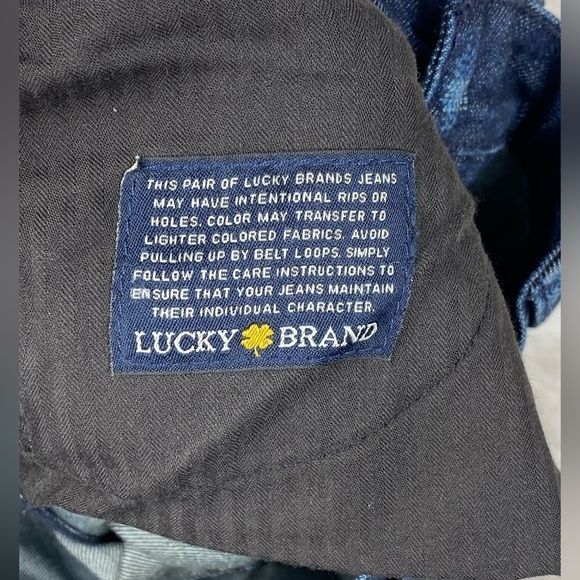 THIS PAIR OF LUCKY BRANDS JEANS
MAY HAVE INTENTIONAL RIPS OR
HOLES. COLOR MAY TRANSFER TO
LIGHTER COLORED FABRICS. AVOID
PULLING UP BY BELT LOOPS. SIMPLY
FOLLOW THE CARE INSTRUCTIONS TO
ENSURE THAT YOUR JEANS MAINTAIN
THEIR INDIVIDUAL CHARACTER.
LUCKY BRAND